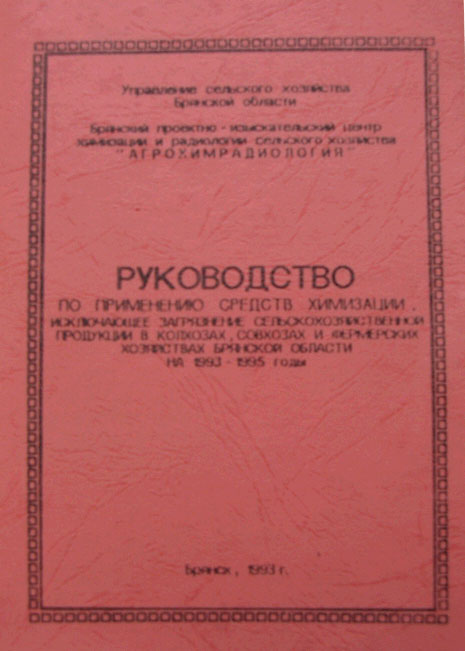 Управление сельского хозяйства
Брянской области
Брянский проектно-изыскательский центр
химизации и радиологии сельского хозяйства
"АГРОХИМРАДИОЛОГИЯ"
РУКОВОДСТВО
ПО ПРИМЕНЕНИЮ СРЕДСТВ ХИМИЗАЦИИ,
ИСКЛЮЧАЮЩЕЕ ЗАГРЯЗНЕНИЕ СЕЛЬСКОХОЗЯЙСТВЕННОЙ
ПРОДУКЦИИ В КОЛХОЗАХ, СОВХОЗАХ И ФЕРМЕРСКИХ
ХОЗЯЙСТВАХ БРЯНСКОЙ ОБЛАСТИ
НА 1993-1995 годы
Брянск, 1993 г.